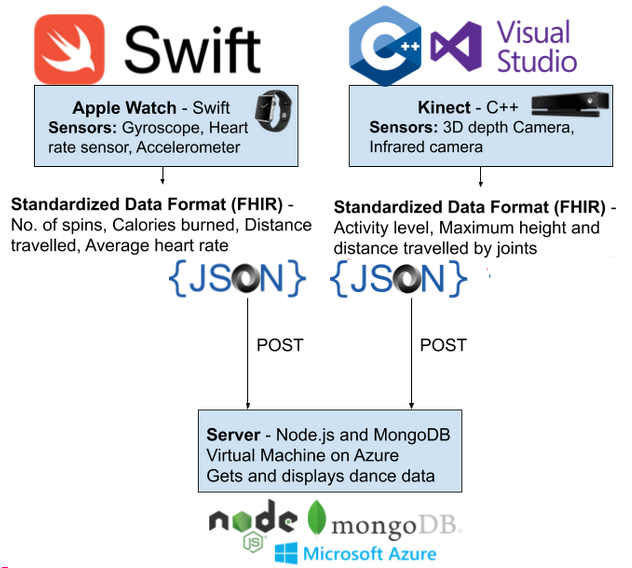 Swift
C++
Visual
Studio
Apple Watch - Swift
Sensors: Gyroscope, Heart
rate sensor, Accelerometer
Kinect - C++
Sensors: 3D depth Camera,
Infrared camera
Standardized Data Format (FHIR) -
No. of spins, Calories burned, Distance
travelled, Average heart rate
Standardized Data Format (FHIR) -
Activity level, Maximum height and
distance travelled by joints
{JSON}
{JSON}
POST
POST
Server - Node.js and MongoDB
Virtual Machine on Azure
Gets and displays dance data
node
JS
mongoDB.
Microsoft Azure